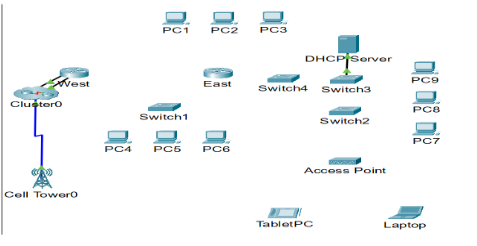 PC1 PC2 PC3
DHCP Server
West East Switch4 Switch3 PC9
Cluster0
Switch1 Switch2 PC8
PC4 PC5 PC6 PC7
Access Point
Cell Tower0
TabletPC Laptop